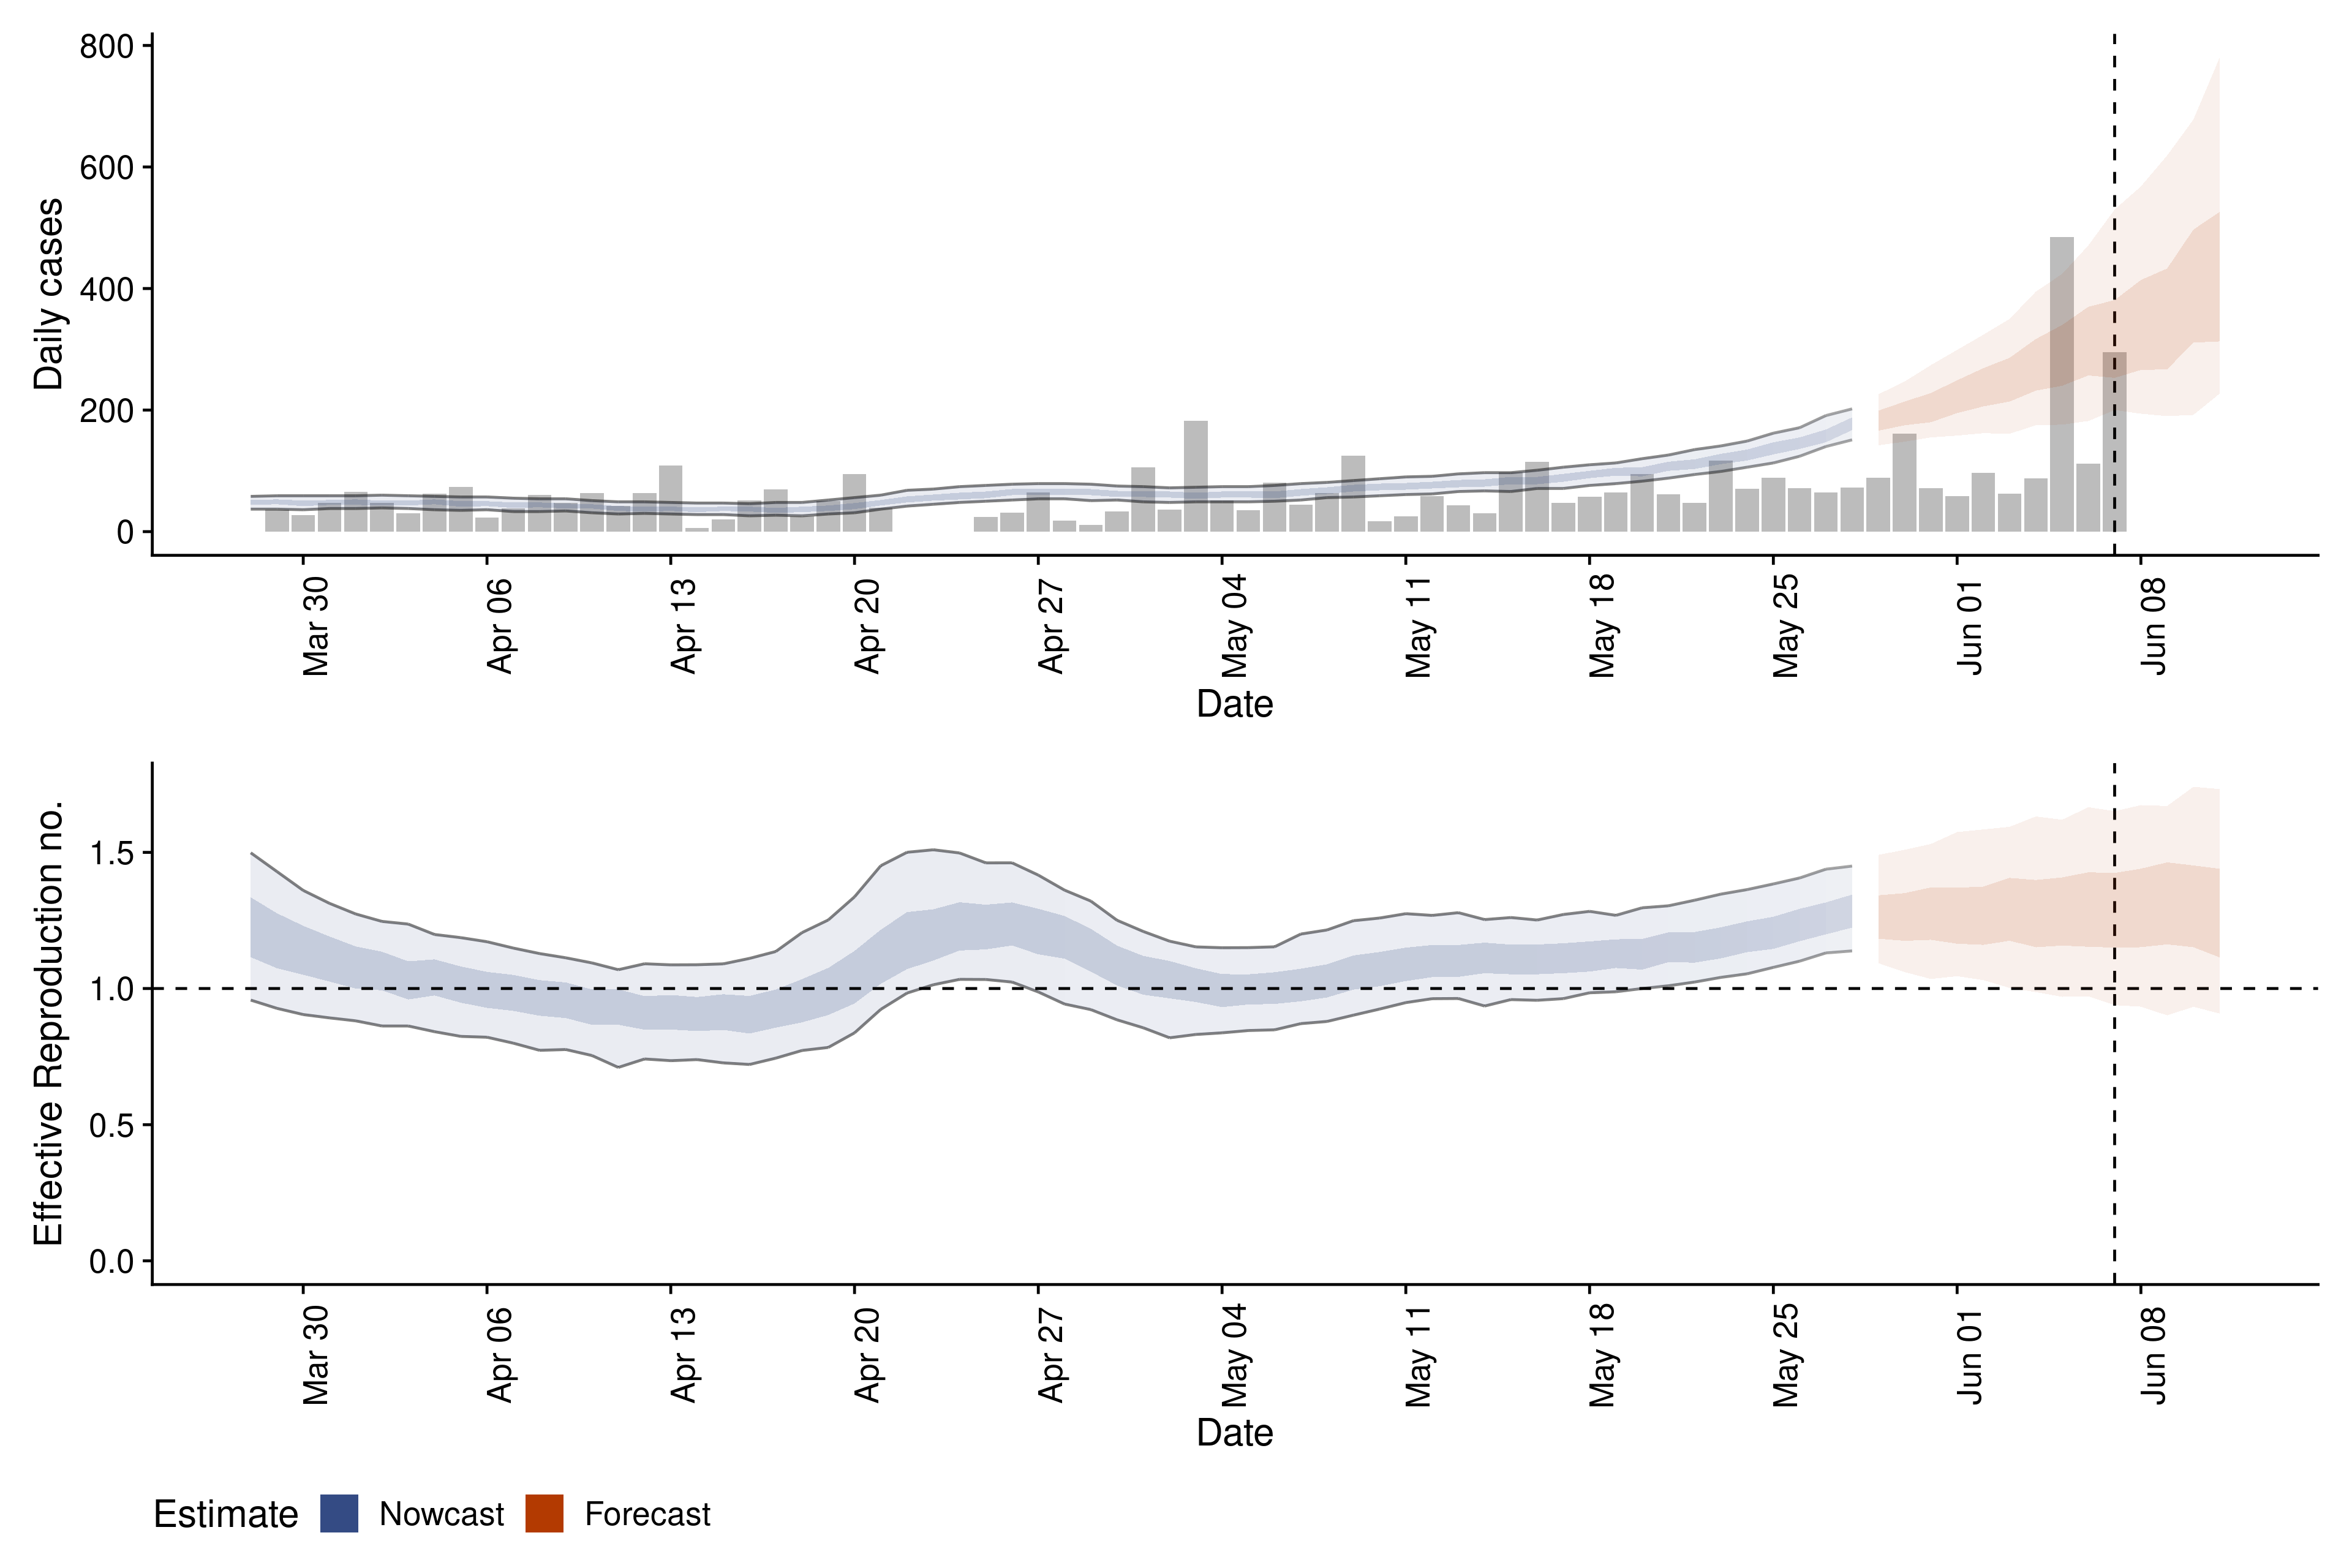 800
600
400
200
0
Daily cases
Mar 30
Apr 06
Apr 13
Apr 20
Apr 27
May 04
May 11
May 18
May 25
Jun 01
Jun 08
Date
1.5
1.0
0.5
0.0
Effective Reproduction no.
Mar 30
Apr 06
Apr 13
Apr 20
Apr 27
May 04
May 11
May 18
May 25
Jun 01
Jun 08
Date
Estimate Nowcast Forecast